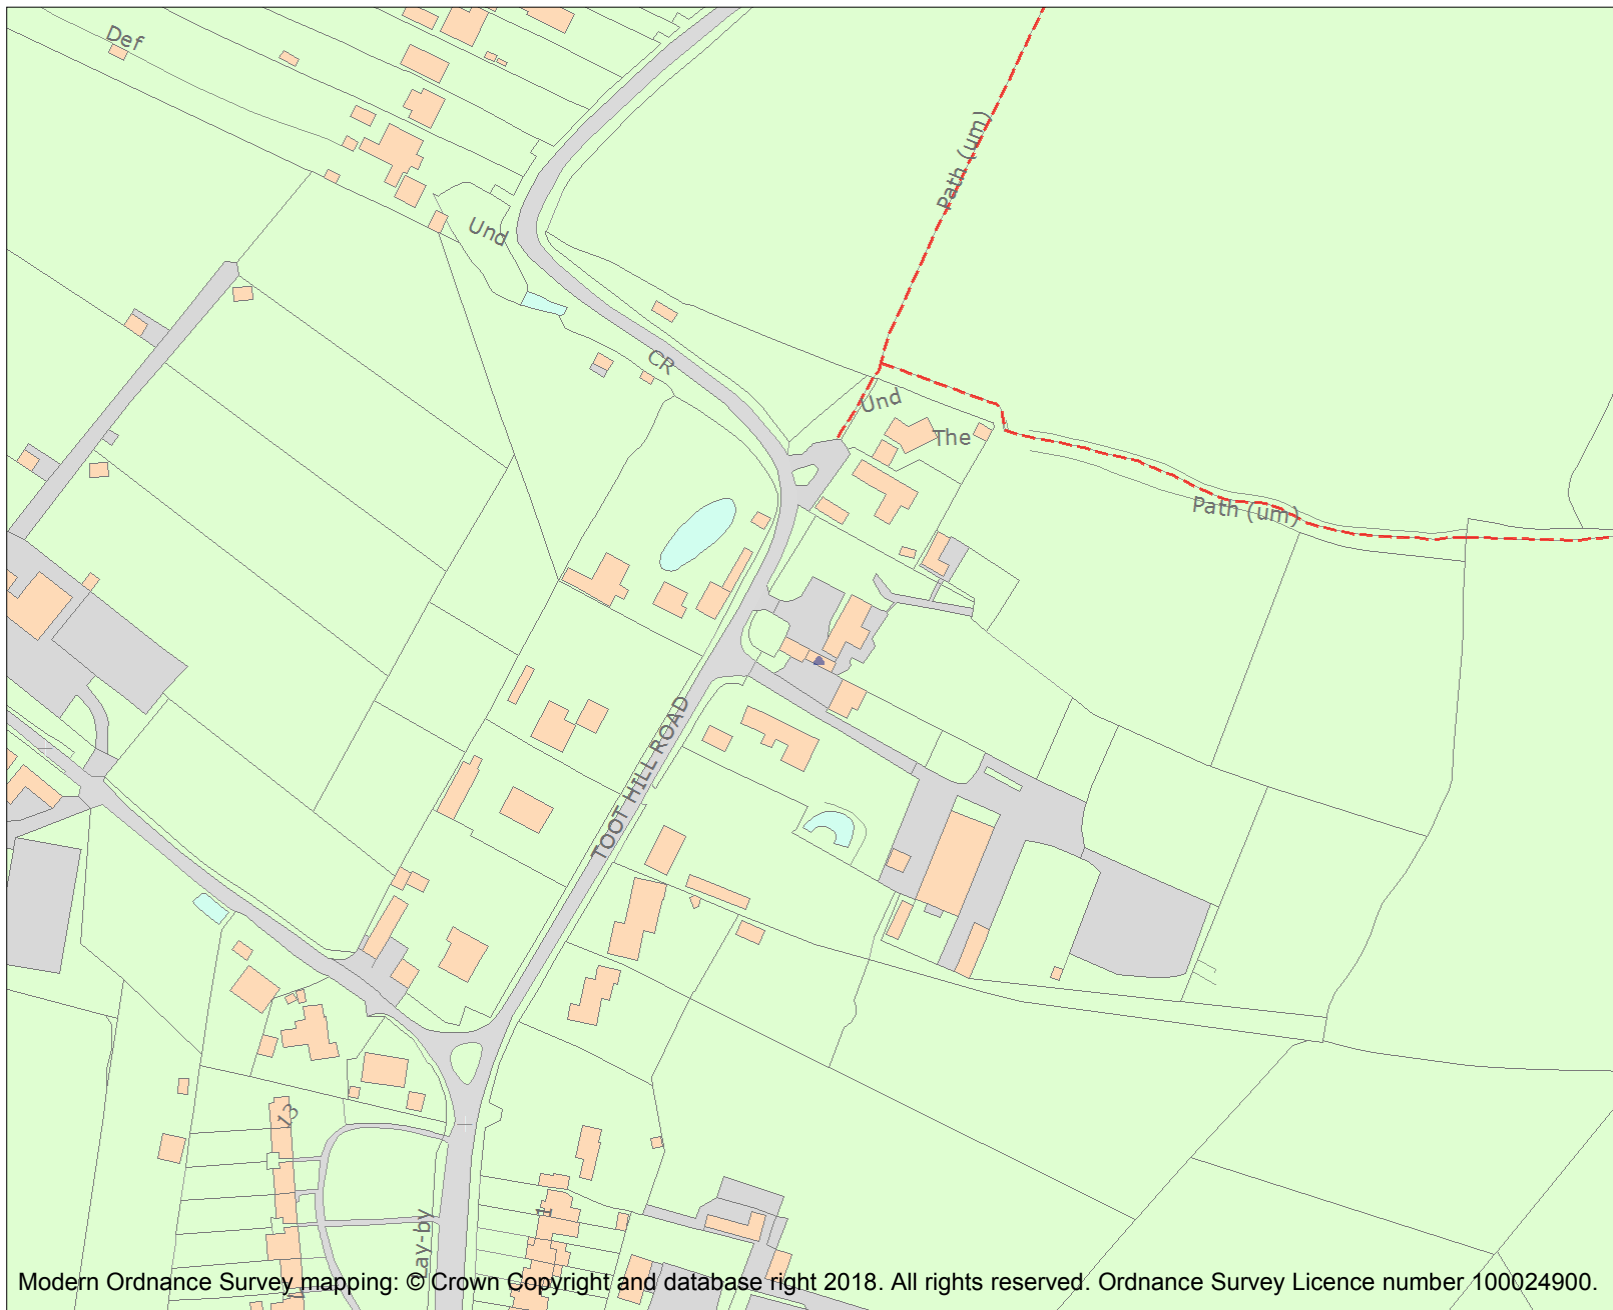 Def
Path (um)
Und
CR
Und
The
Path (um)
TOOT HILL ROAD
13
1
Lay-by
Modern Ordnance Survey mapping: © Crown Copyright and database right 2018. All rights reserved. Ordnance Survey Licence number 100024900.